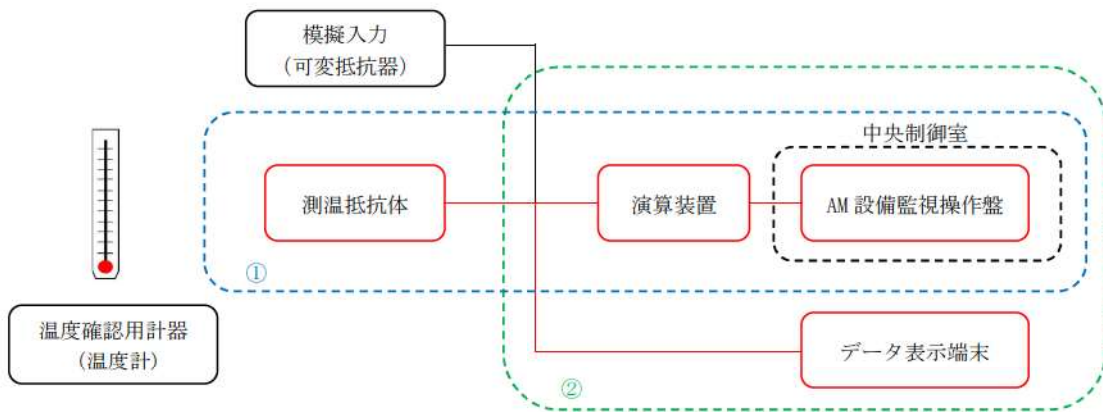 模擬入力
(可変抵抗器)
中央制御室
測温抵抗体
演算装置
AM 設備監視操作盤
①
温度確認用計器
(温度計)
データ表示端末
②